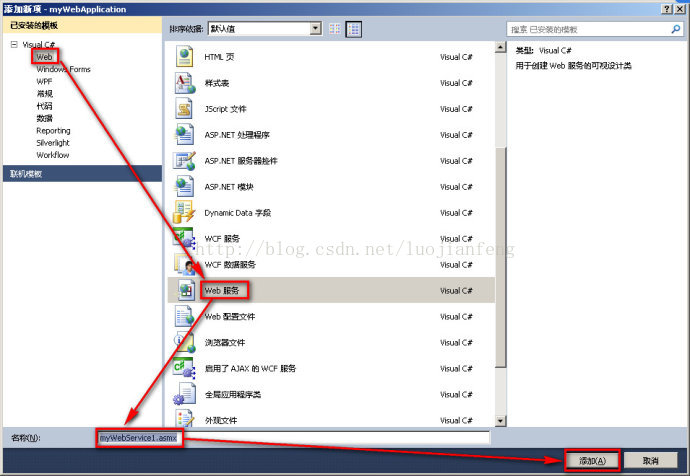 添加新项 - myWebApplication
已安装的模板
排序依据: 默认值
搜索 已安装的模板
Visual C#
Web
Windows Forms
WPF
常规
代码
数据
Reporting
Silverlight
Workflow
联机模板
HTML 页 Visual C#
样式表 Visual C#
JScript 文件 Visual C#
ASP.NET 处理程序 Visual C#
ASP.NET 服务器控件 Visual C#
ASP.NET 模块 Visual C#
Dynamic Data 字段 Visual C#
WCF 服务 Visual C#
http://blog.csdn.net/luojianfeng
WCF 数据服务 Visual C#
Web 服务 Visual C#
Web 配置文件 Visual C#
浏览器文件 Visual C#
启用了 AJAX 的 WCF 服务 Visual C#
全局应用程序类 Visual C#
外观文件 Visual C#
类型: Visual C#
用于创建 Web 服务的可视设计类
名称(N): myWebService1.asmx
添加(A) 取消